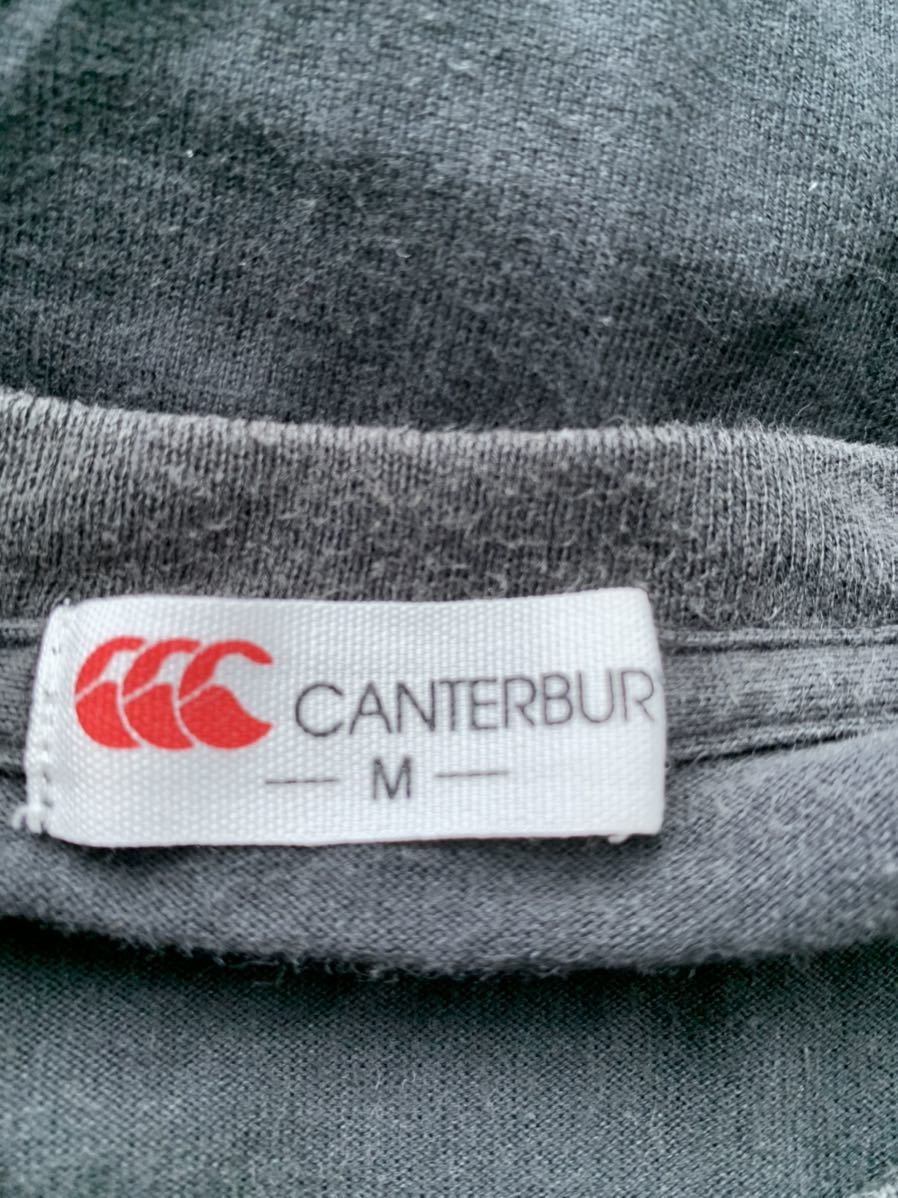 CANTERBUR
— M —